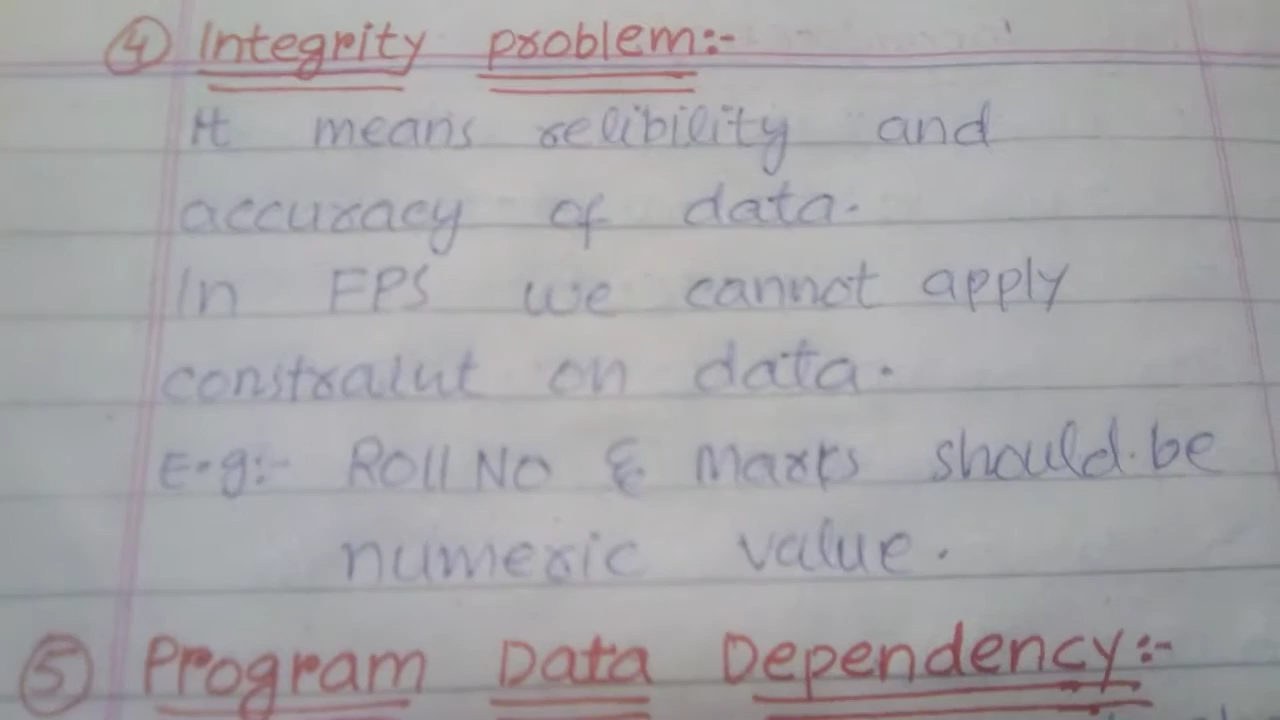 ④ Integrity problem:-
It means relibility and
accuracy of data.
In FPS we cannot apply
constraiut on data.
E.g:- Roll No & Marks should be
numeric value.
⑤ Program Data Dependency:-